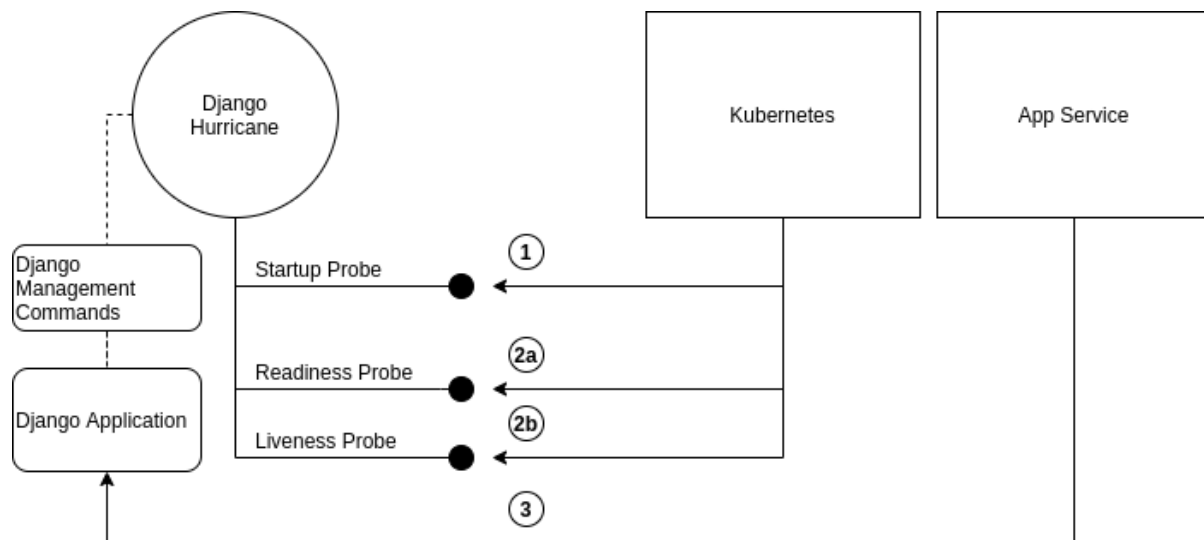 Django
Hurricane
Kubernetes
App Service
Django
Management
Commands
Startup Probe
1
Readiness Probe
2a
Django Application
Liveness Probe
2b
3